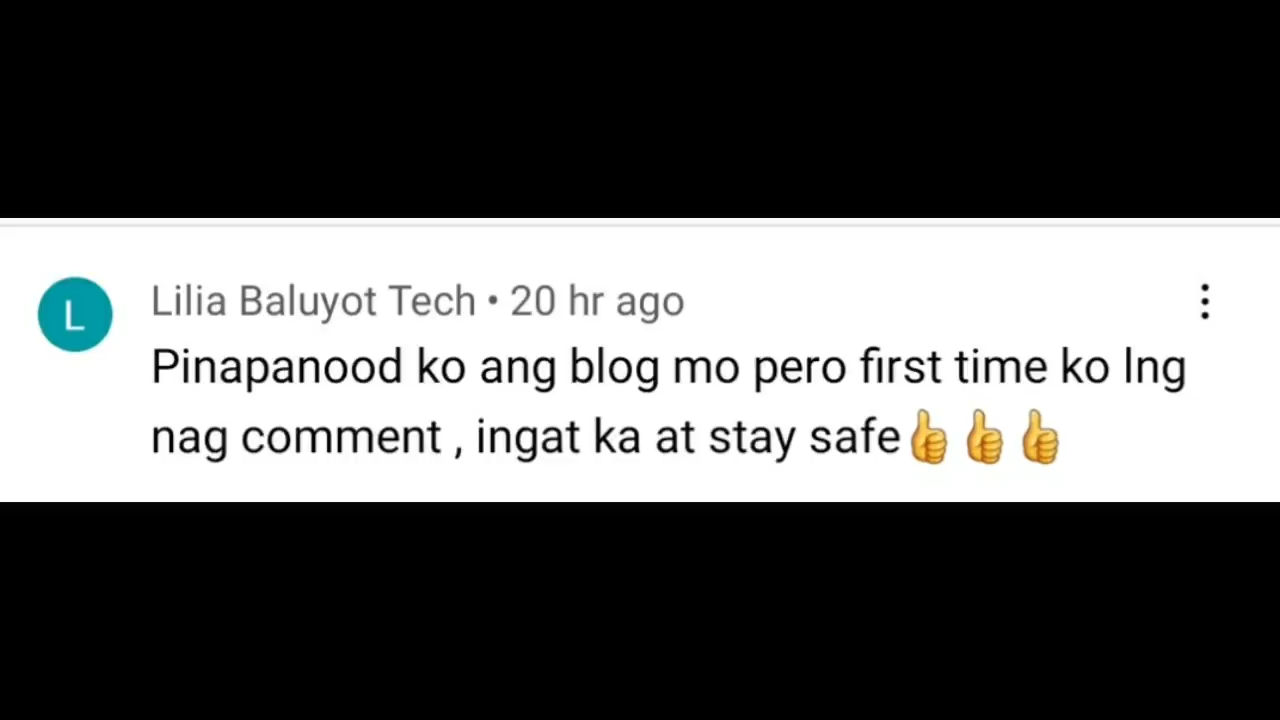 L
Lilia Baluyot Tech • 20 hr ago
Pinapanood ko ang blog mo pero first time ko lng
nag comment , ingat ka at stay safe👍👍👍